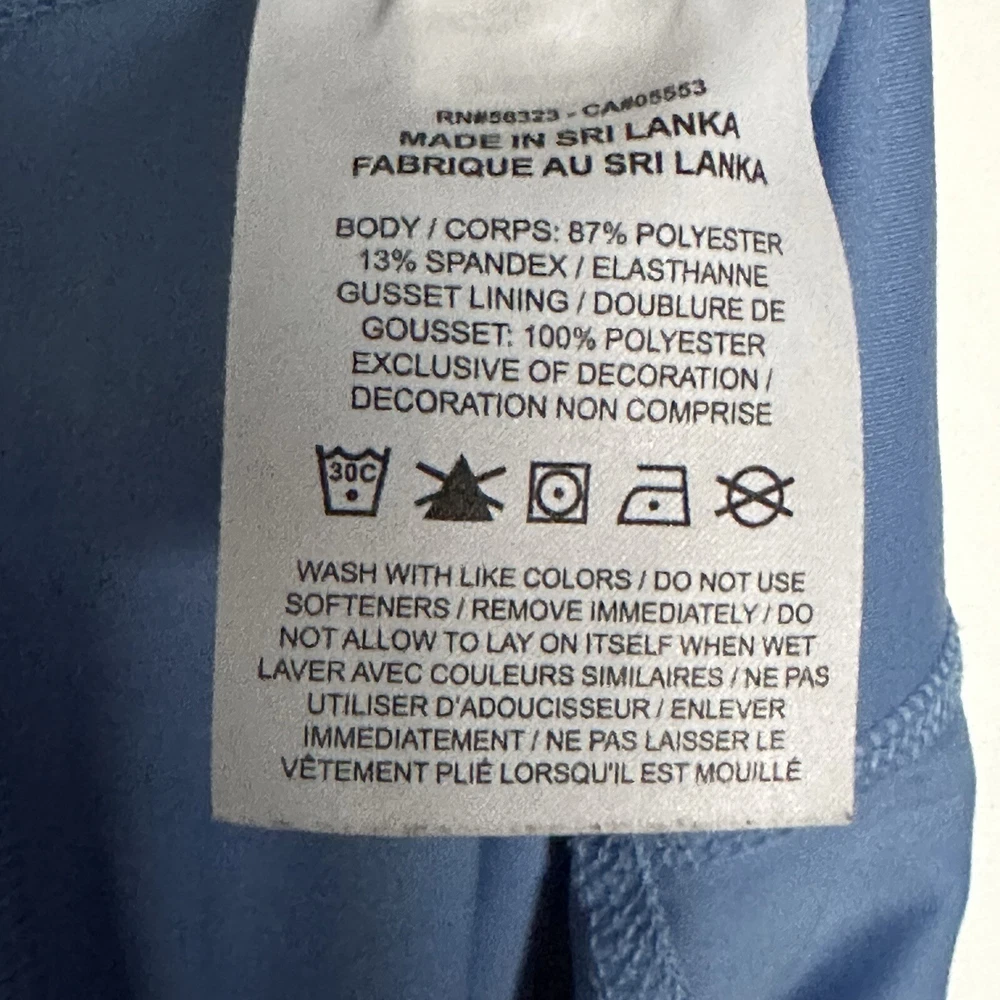 RN#56323 - CA#05553
MADE IN SRI LANKA
FABRIQUE AU SRI LANKA
BODY / CORPS: 87% POLYESTER
13% SPANDEX / ELASTHANNE
GUSSET LINING / DOUBLURE DE
GOUSSET: 100% POLYESTER
EXCLUSIVE OF DECORATION /
DECORATION NON COMPRISE
30C
WASH WITH LIKE COLORS / DO NOT USE
SOFTENERS / REMOVE IMMEDIATELY / DO
NOT ALLOW TO LAY ON ITSELF WHEN WET
LAVER AVEC COULEURS SIMILAIRES / NE PAS
UTILISER D'ADOUCISSEUR / ENLEVER
IMMEDIATEMENT / NE PAS LAISSER LE
VÊTEMENT PLIÉ LORSQU'IL EST MOUILLÉ